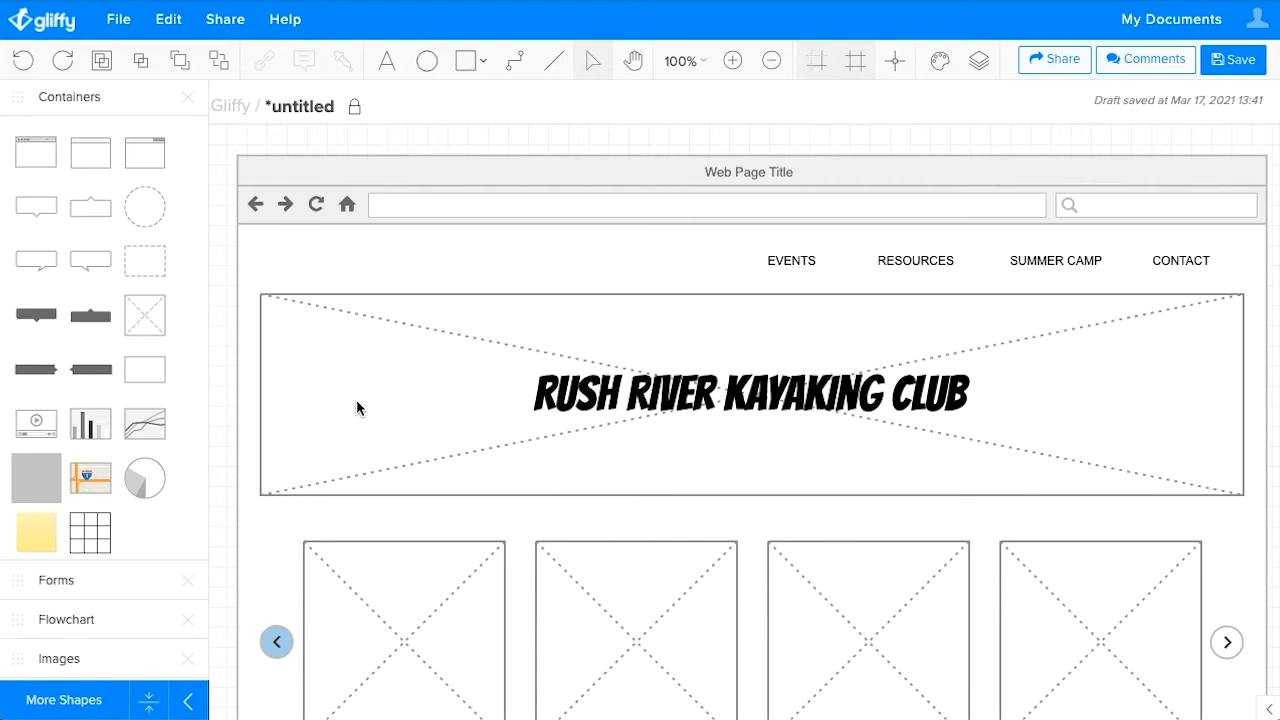 gliffy File Edit Share Help My Documents
100% Share Comments Save
Containers
Gliffy / *untitled
Draft saved at Mar 17, 2021 13:41
Web Page Title
EVENTS RESOURCES SUMMER CAMP CONTACT
RUSH RIVER KAYAKING CLUB
Forms
Flowchart
Images
More Shapes